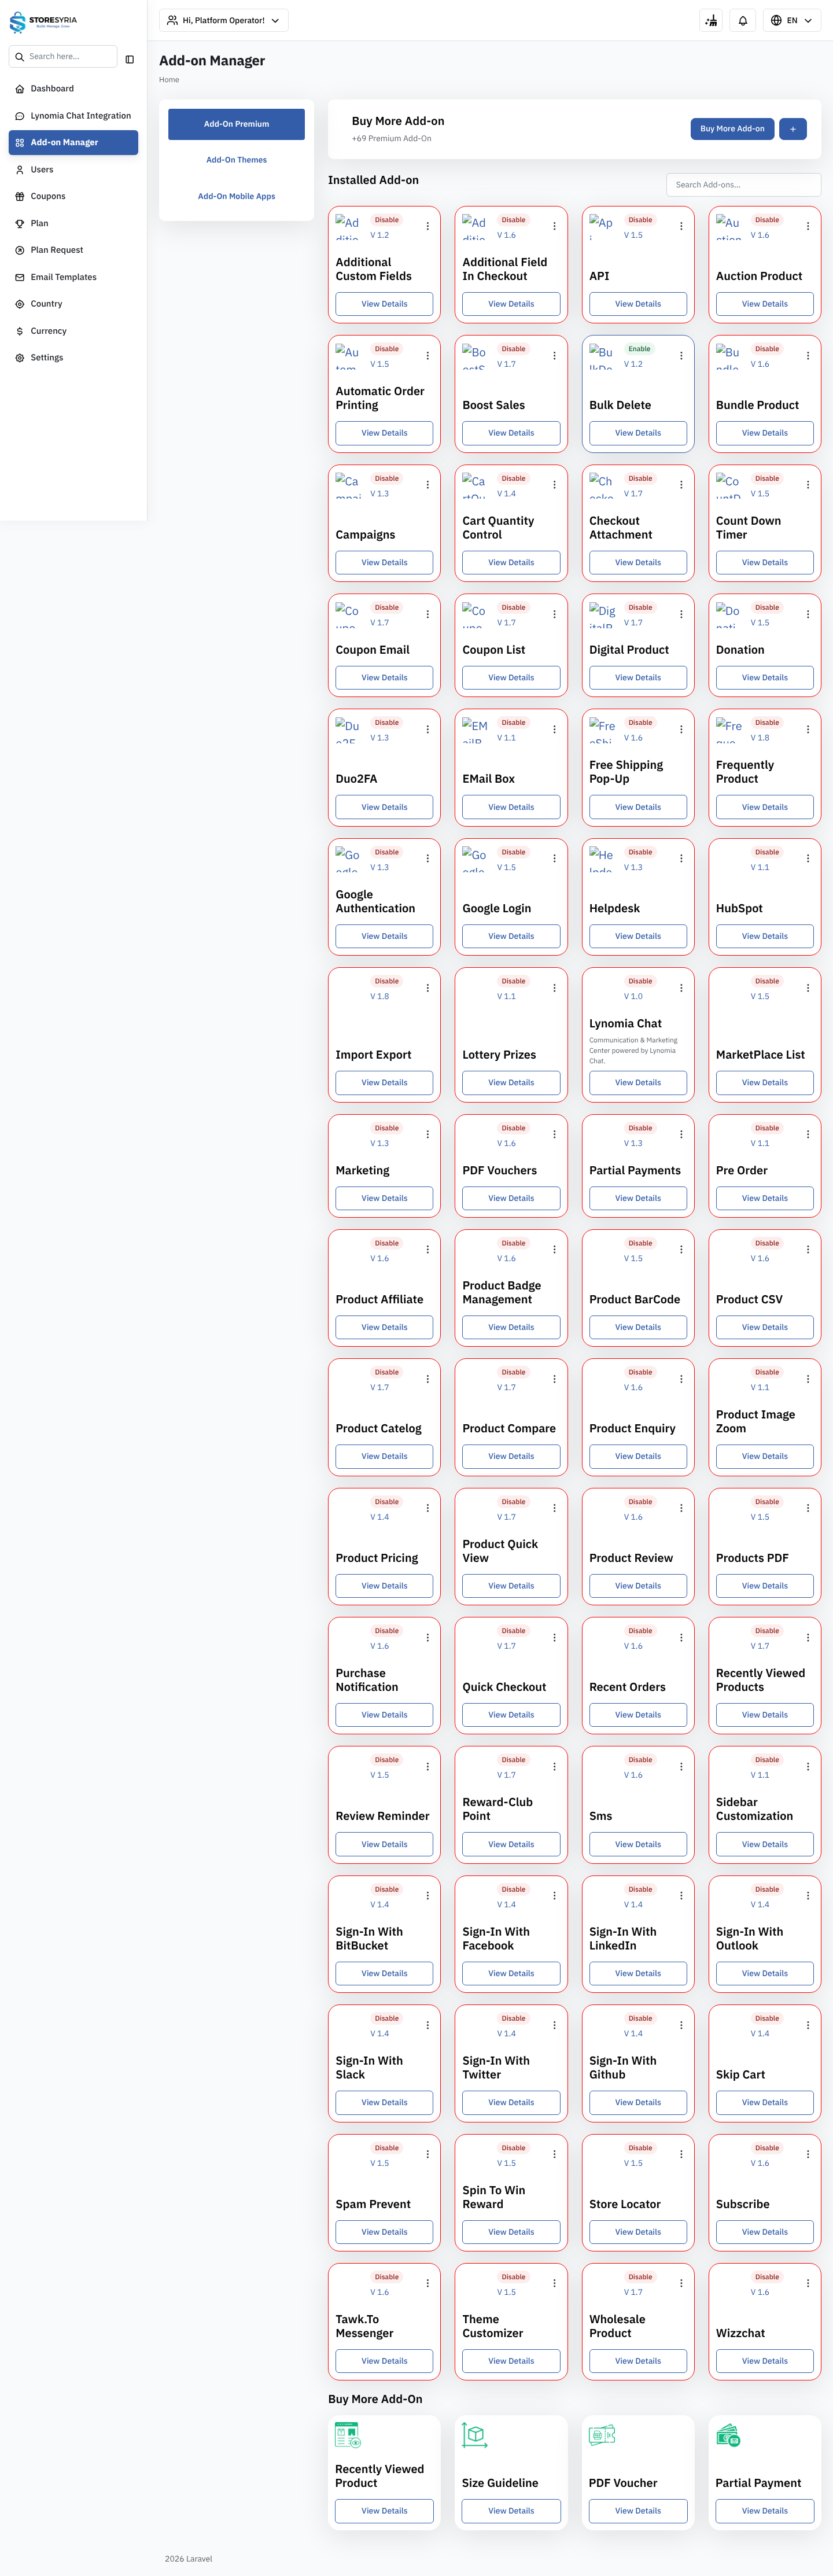 STORESYRIA
Build. Manage. Grow.
Search here...
Dashboard
Lynomia Chat Integration
Add-on Manager
Users
Coupons
Plan
Plan Request
Email Templates
Country
Currency
Settings
Hi, Platform Operator!
EN
Add-on Manager
Home
Add-On Premium
Add-On Themes
Add-On Mobile Apps
Buy More Add-on
+69 Premium Add-On
Buy More Add-on
+
Installed Add-on
Search Add-ons...
Disable
V 1.2
Additional
Custom Fields
View Details
Disable
V 1.6
Additional Field
In Checkout
View Details
Disable
V 1.5
API
View Details
Disable
V 1.6
Auction Product
View Details
Disable
V 1.5
Automatic Order
Printing
View Details
Disable
V 1.7
Boost Sales
View Details
Enable
V 1.2
Bulk Delete
View Details
Disable
V 1.6
Bundle Product
View Details
Disable
V 1.3
Campaigns
View Details
Disable
V 1.4
Cart Quantity
Control
View Details
Disable
V 1.7
Checkout
Attachment
View Details
Disable
V 1.5
Count Down
Timer
View Details
Disable
V 1.7
Coupon Email
View Details
Disable
V 1.7
Coupon List
View Details
Disable
V 1.7
Digital Product
View Details
Disable
V 1.5
Donation
View Details
Disable
V 1.3
Duo2FA
View Details
Disable
V 1.1
EMail Box
View Details
Disable
V 1.6
Free Shipping
Pop-Up
View Details
Disable
V 1.8
Frequently
Product
View Details
Disable
V 1.3
Google
Authentication
View Details
Disable
V 1.5
Google Login
View Details
Disable
V 1.3
Helpdesk
View Details
Disable
V 1.1
HubSpot
View Details
Disable
V 1.8
Import Export
View Details
Disable
V 1.1
Lottery Prizes
View Details
Disable
V 1.0
Lynomia Chat
Communication & Marketing
Center powered by Lynomia
Chat.
View Details
Disable
V 1.5
MarketPlace List
View Details
Disable
V 1.3
Marketing
View Details
Disable
V 1.6
PDF Vouchers
View Details
Disable
V 1.3
Partial Payments
View Details
Disable
V 1.1
Pre Order
View Details
Disable
V 1.6
Product Affiliate
View Details
Disable
V 1.6
Product Badge
Management
View Details
Disable
V 1.5
Product BarCode
View Details
Disable
V 1.6
Product CSV
View Details
Disable
V 1.7
Product Catelog
View Details
Disable
V 1.7
Product Compare
View Details
Disable
V 1.6
Product Enquiry
View Details
Disable
V 1.1
Product Image
Zoom
View Details
Disable
V 1.4
Product Pricing
View Details
Disable
V 1.7
Product Quick
View
View Details
Disable
V 1.6
Product Review
View Details
Disable
V 1.5
Products PDF
View Details
Disable
V 1.6
Purchase
Notification
View Details
Disable
V 1.7
Quick Checkout
View Details
Disable
V 1.6
Recent Orders
View Details
Disable
V 1.7
Recently Viewed
Products
View Details
Disable
V 1.5
Review Reminder
View Details
Disable
V 1.7
Reward-Club
Point
View Details
Disable
V 1.6
Sms
View Details
Disable
V 1.1
Sidebar
Customization
View Details
Disable
V 1.4
Sign-In With
BitBucket
View Details
Disable
V 1.4
Sign-In With
Facebook
View Details
Disable
V 1.4
Sign-In With
LinkedIn
View Details
Disable
V 1.4
Sign-In With
Outlook
View Details
Disable
V 1.4
Sign-In With
Slack
View Details
Disable
V 1.4
Sign-In With
Twitter
View Details
Disable
V 1.4
Sign-In With
Github
View Details
Disable
V 1.4
Skip Cart
View Details
Disable
V 1.5
Spam Prevent
View Details
Disable
V 1.5
Spin To Win
Reward
View Details
Disable
V 1.5
Store Locator
View Details
Disable
V 1.6
Subscribe
View Details
Disable
V 1.6
Tawk.To
Messenger
View Details
Disable
V 1.5
Theme
Customizer
View Details
Disable
V 1.7
Wholesale
Product
View Details
Disable
V 1.6
Wizzchat
View Details
Buy More Add-On
Recently Viewed
Product
View Details
Size Guideline
View Details
PDF Voucher
View Details
Partial Payment
View Details
2026 Laravel